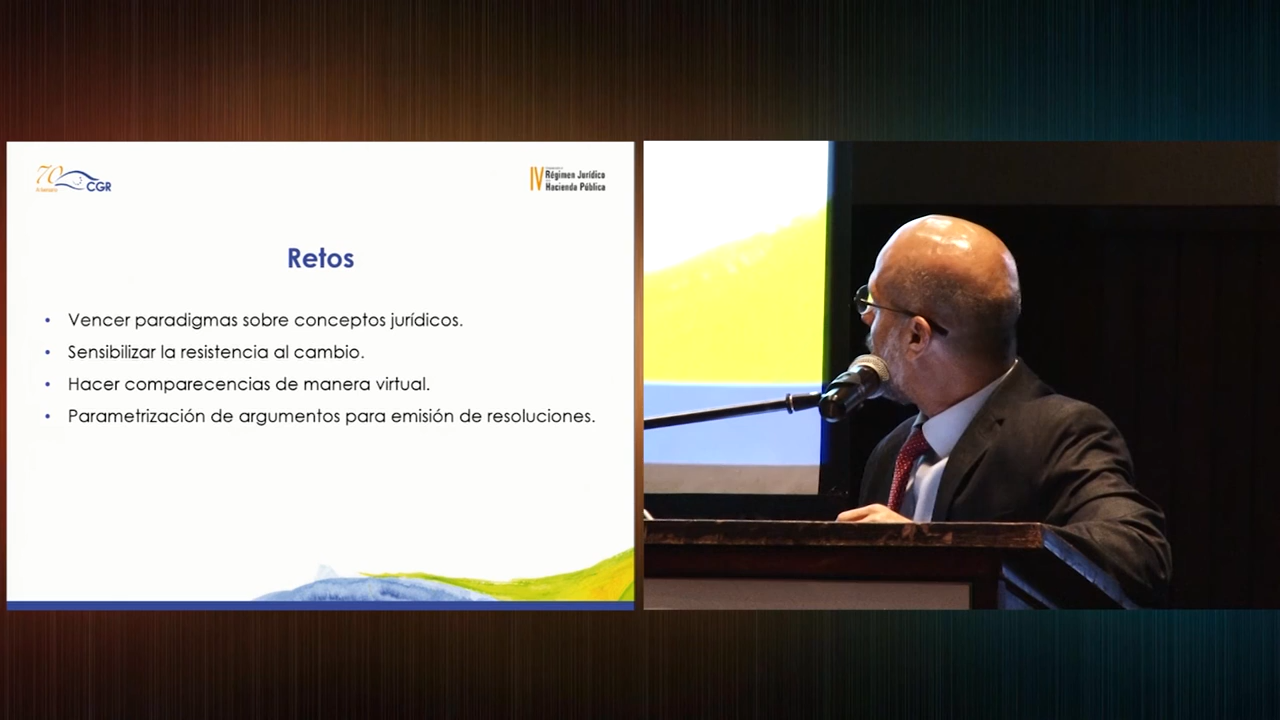 70
Aniversario
CGR
IV
Régimen Jurídico
Hacienda Pública
Retos
• Vencer paradigmas sobre conceptos jurídicos.
• Sensibilizar la resistencia al cambio.
• Hacer comparecencias de manera virtual.
• Parametrización de argumentos para emisión de resoluciones.